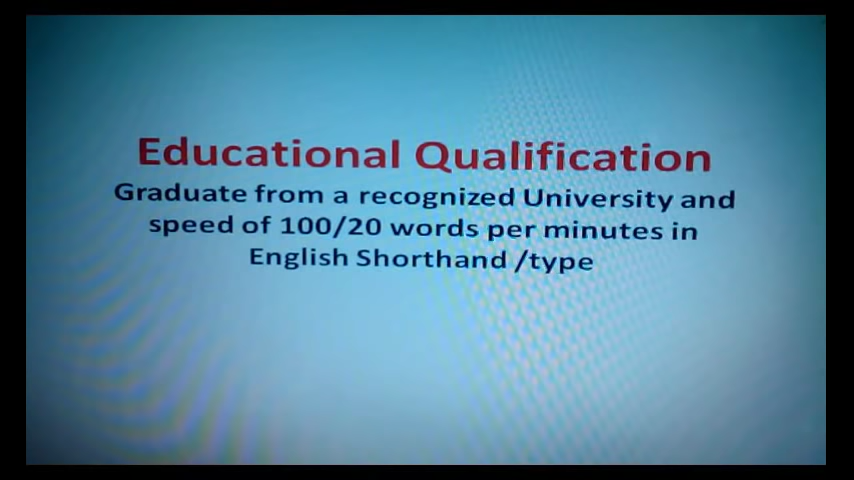 Educational Qualification
Graduate from a recognized University and
speed of 100/20 words per minutes in
English Shorthand /type